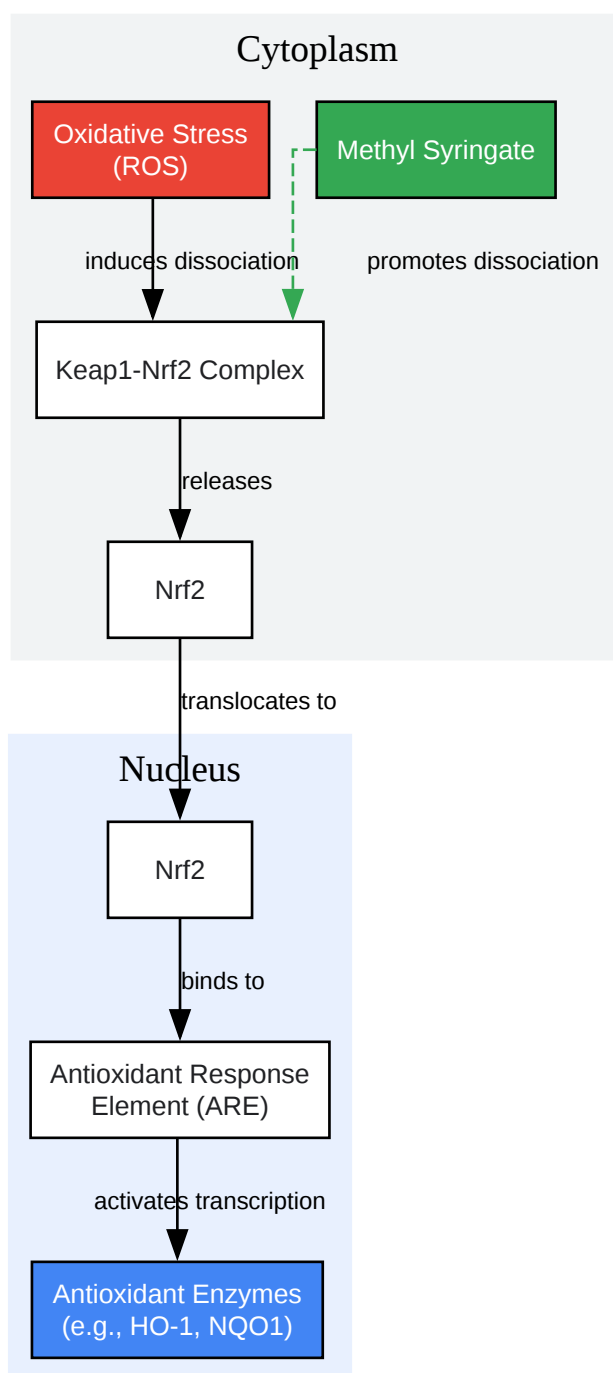 Cytoplasm
Oxidative Stress
(ROS)
Methyl Syringate
induces dissociation
promotes dissociation
Keap1-Nrf2 Complex
releases
Nrf2
translocates to
Nucleus
Nrf2
binds to
Antioxidant Response
Element (ARE)
activates transcription
Antioxidant Enzymes
(e.g., HO-1, NQO1)